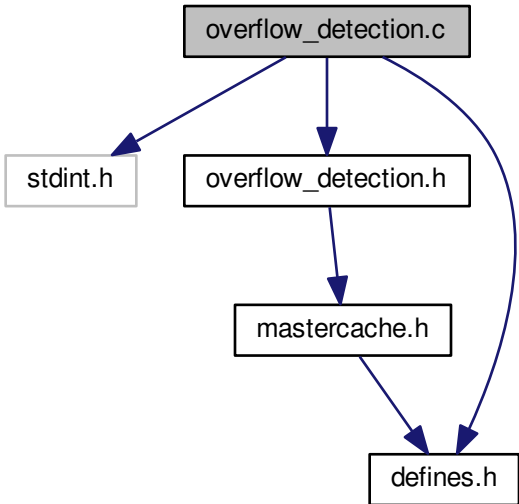 overflow_detection.c
stdint.h
overflow_detection.h
mastercache.h
defines.h